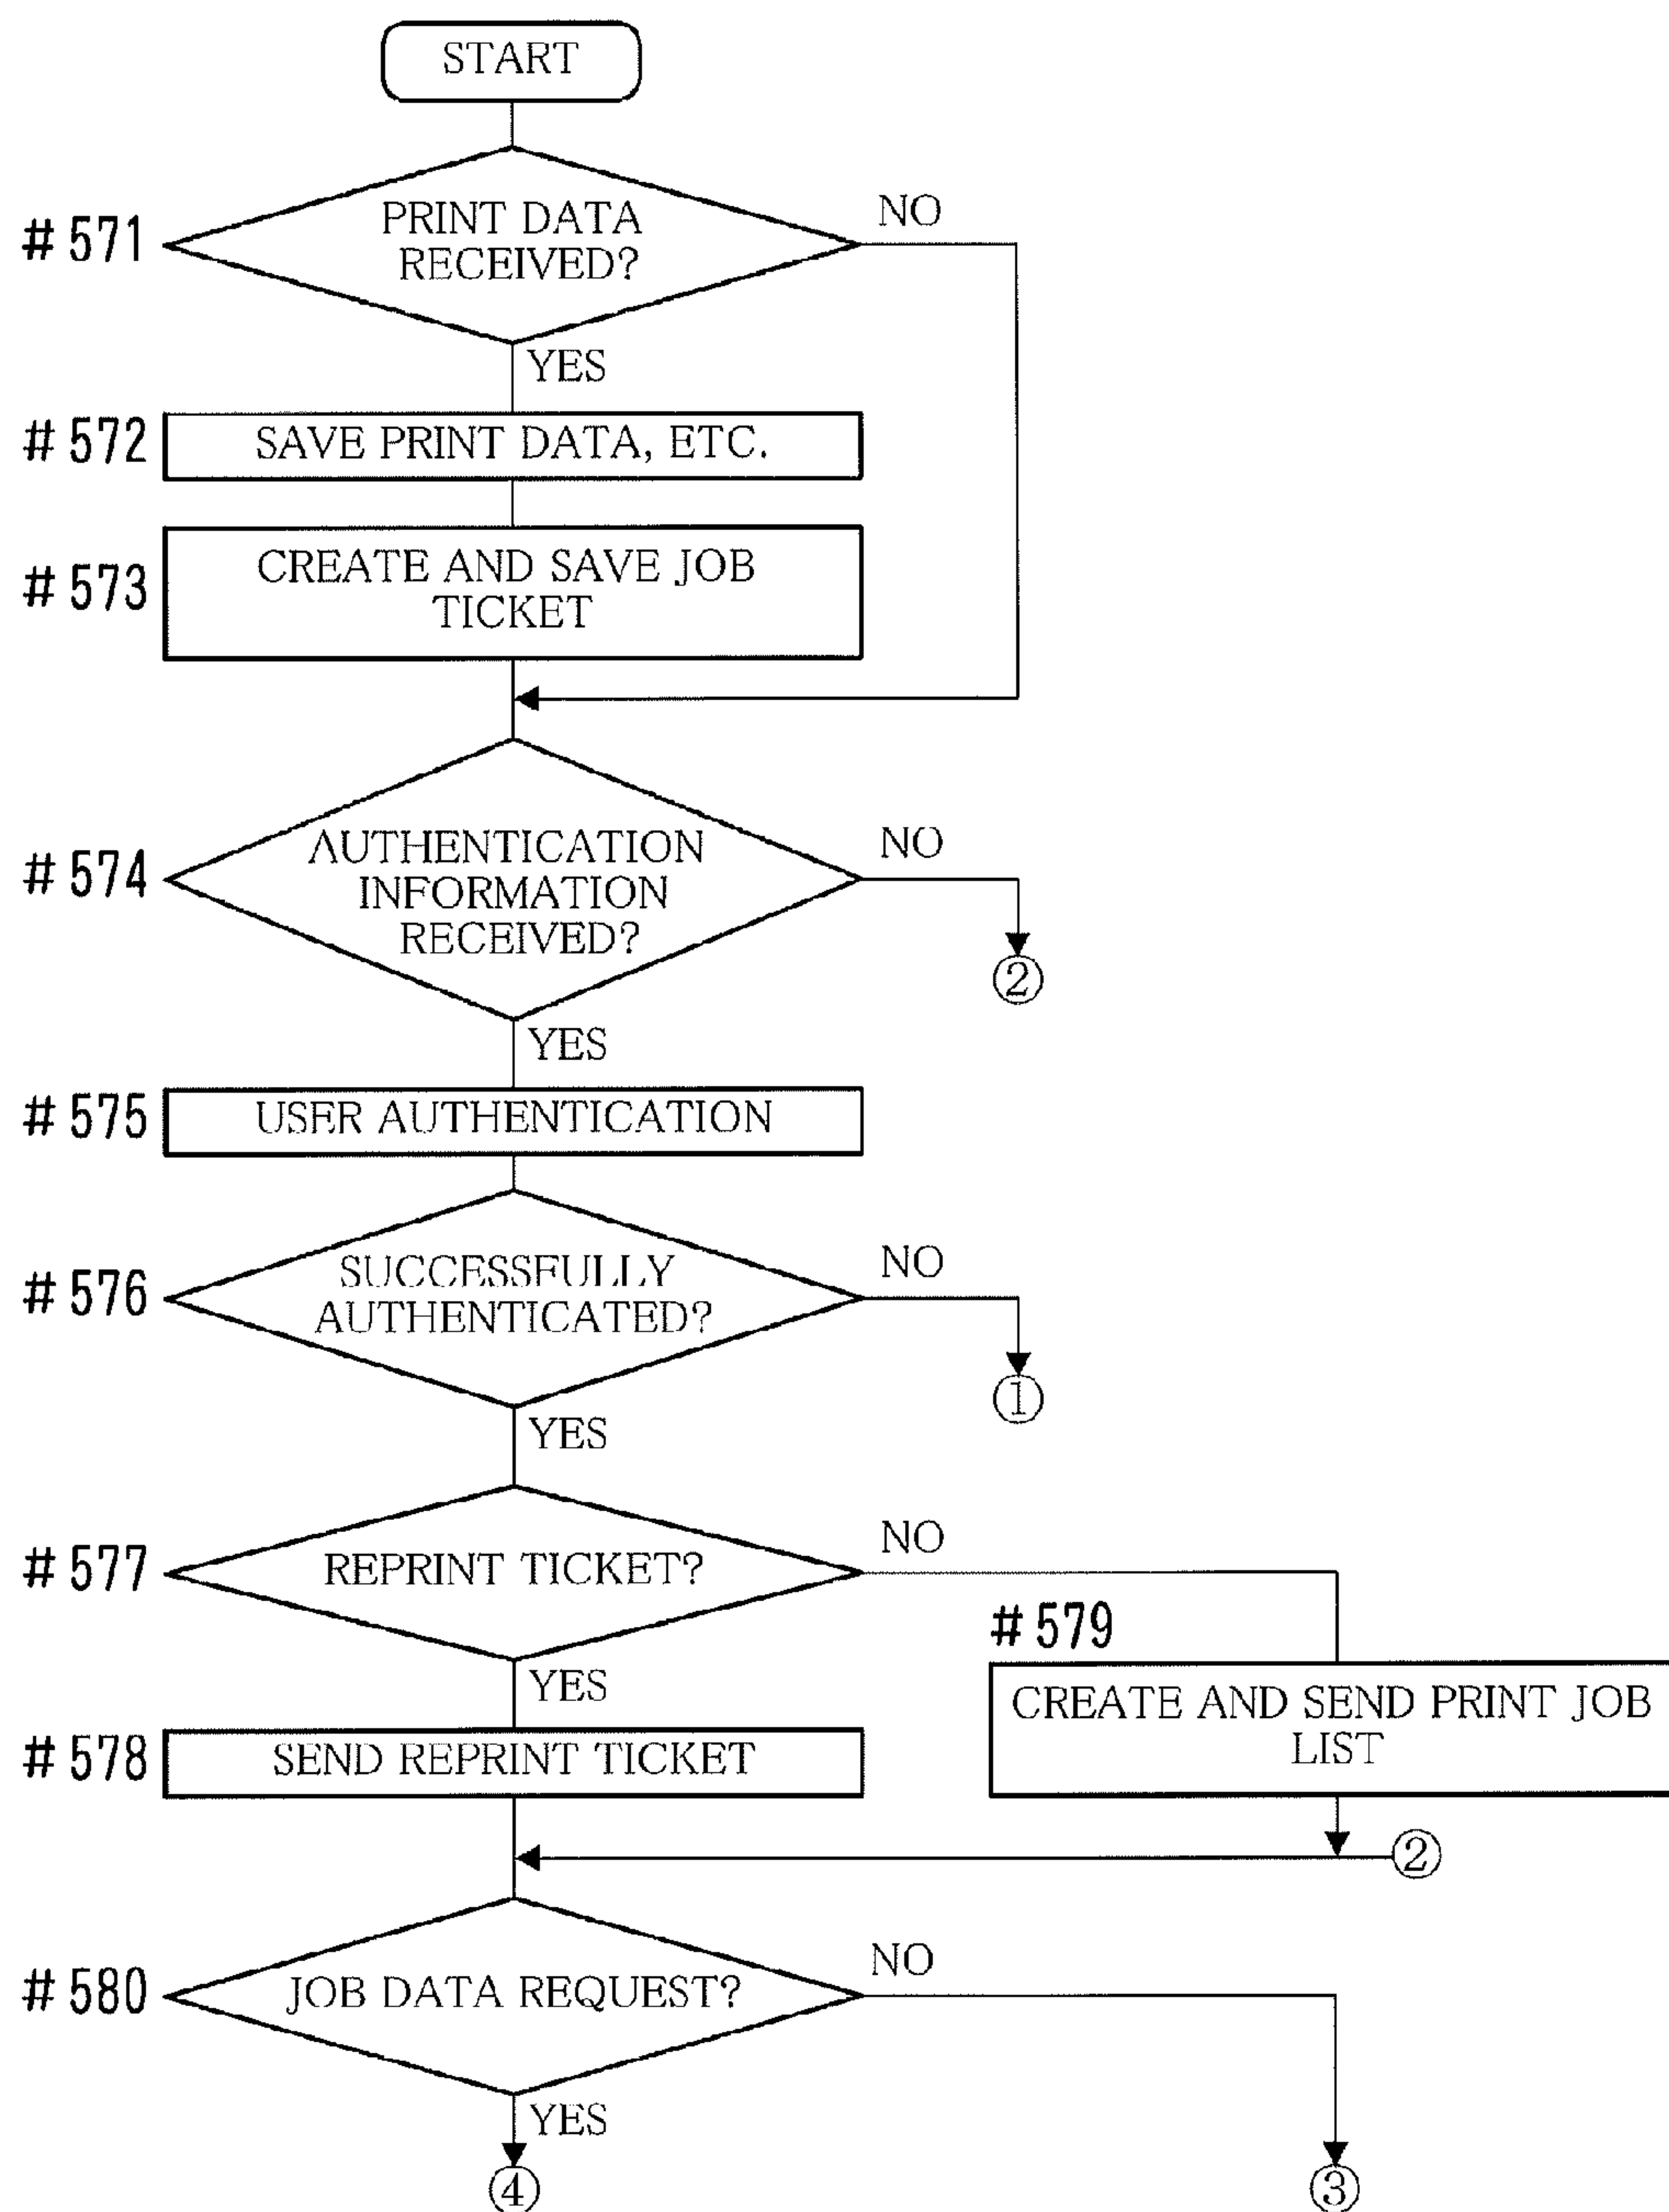 START
PRINT DATA
RECEIVED?
NO
# 571
YES
# 572
SAVE PRINT DATA, ETC.
# 573
CREATE AND SAVE JOB
TICKET
# 574
AUTHENTICATION
INFORMATION
RECEIVED?
NO
②
YES
# 575
USER AUTHENTICATION
# 576
SUCCESSFULLY
AUTHENTICATED?
NO
①
YES
# 577
REPRINT TICKET?
NO
# 579
CREATE AND SEND PRINT JOB
LIST
YES
# 578
SEND REPRINT TICKET
②
# 580
JOB DATA REQUEST?
NO
YES
④
③